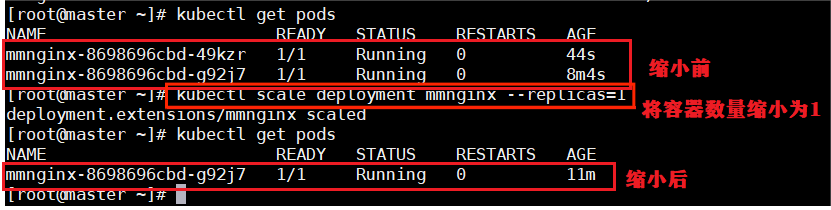 [root@master ~]# kubectl get pods
NAME READY STATUS RESTARTS AGE
mmnginx-8698696cbd-49kzr 1/1 Running 0 44s
mmnginx-8698696cbd-g92j7 1/1 Running 0 8m4s
缩小前
[root@master ~]# kubectl scale deployment mmnginx --replicas=1
将容器数量缩小为1
deployment.extensions/mmnginx scaled
[root@master ~]# kubectl get pods
NAME READY STATUS RESTARTS AGE
mmnginx-8698696cbd-g92j7 1/1 Running 0 11m
缩小后
[root@master ~]#